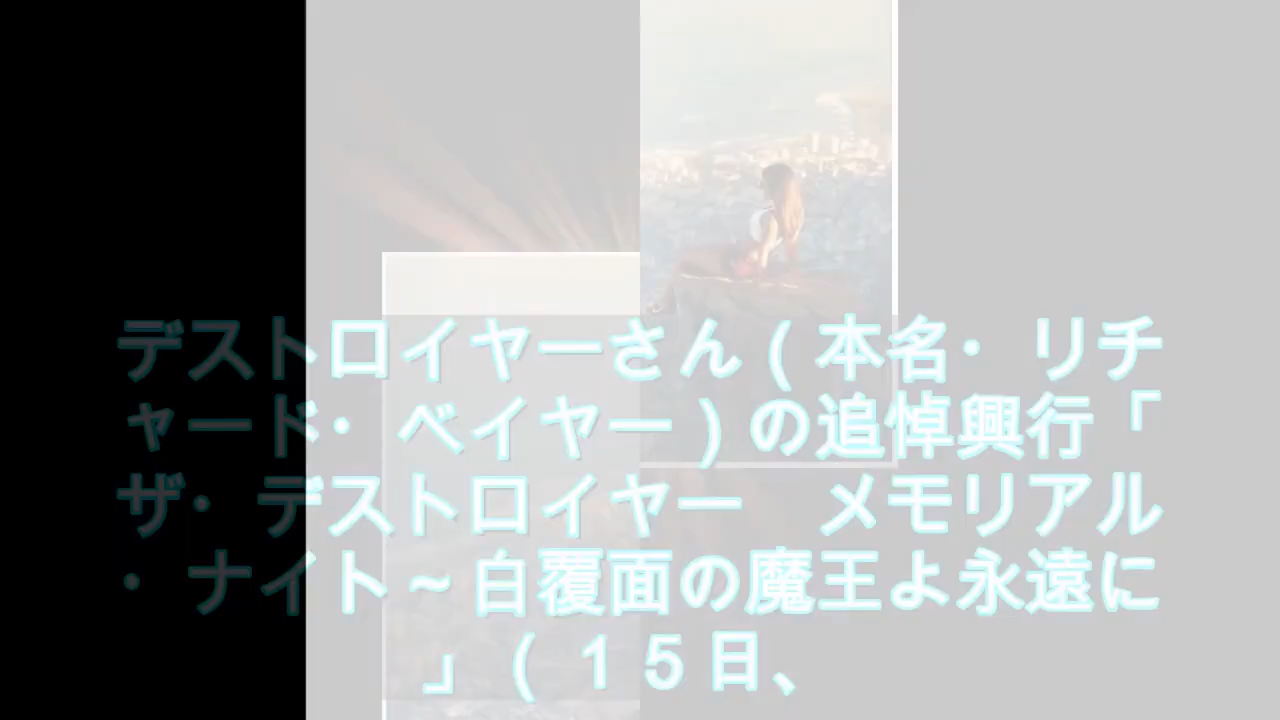 デストロイヤーさん（本名・リチ
ャード・ベイヤー）の追悼興行「
ザ・デストロイヤー　メモリアル
・ナイト～白覆面の魔王よ永遠に
」（１５日、